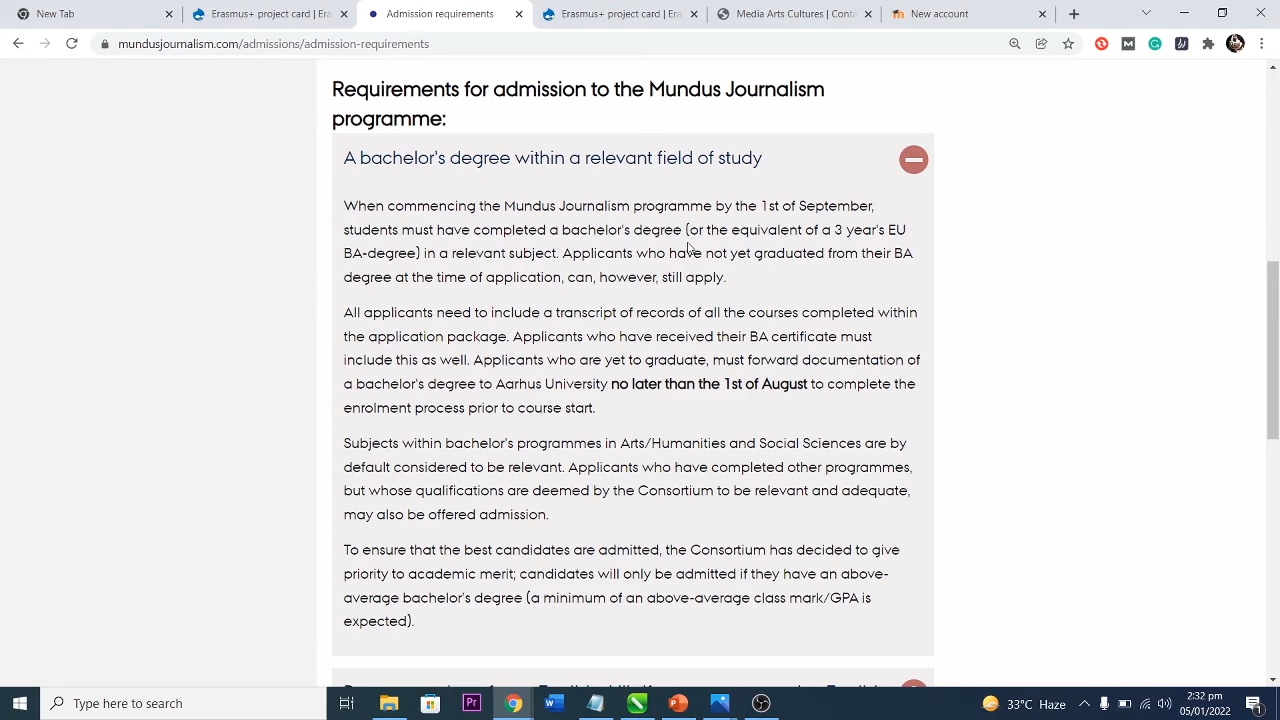 New Tab
Erasmus+ project card | Era
Admission requirements
Erasmus+ project card | Era
Media Arts Cultures | Conta
New account
mundusjournalism.com/admissions/admission-requirements
Requirements for admission to the Mundus Journalism
programme:
A bachelor's degree within a relevant field of study
When commencing the Mundus Journalism programme by the 1st of September,
students must have completed a bachelor's degree (or the equivalent of a 3 year's EU
BA-degree) in a relevant subject. Applicants who have not yet graduated from their BA
degree at the time of application, can, however, still apply.
All applicants need to include a transcript of records of all the courses completed within
the application package. Applicants who have received their BA certificate must
include this as well. Applicants who are yet to graduate, must forward documentation of
a bachelor's degree to Aarhus University no later than the 1st of August to complete the
enrolment process prior to course start.
Subjects within bachelor's programmes in Arts/Humanities and Social Sciences are by
default considered to be relevant. Applicants who have completed other programmes,
but whose qualifications are deemed by the Consortium to be relevant and adequate,
may also be offered admission.
To ensure that the best candidates are admitted, the Consortium has decided to give
priority to academic merit; candidates will only be admitted if they have an above-
average bachelor's degree (a minimum of an above-average class mark/GPA is
expected).
Type here to search
33°C Haze
2:32 pm
05/01/2022